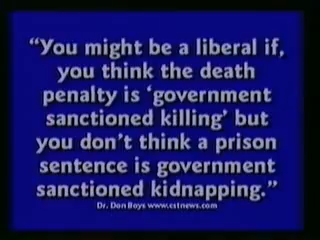 “You might be a liberal if,
you think the death
penalty is ‘government
sanctioned killing’ but
you don’t think a prison
sentence is government
sanctioned kidnapping.”
Dr. Don Boys www.cstnews.com